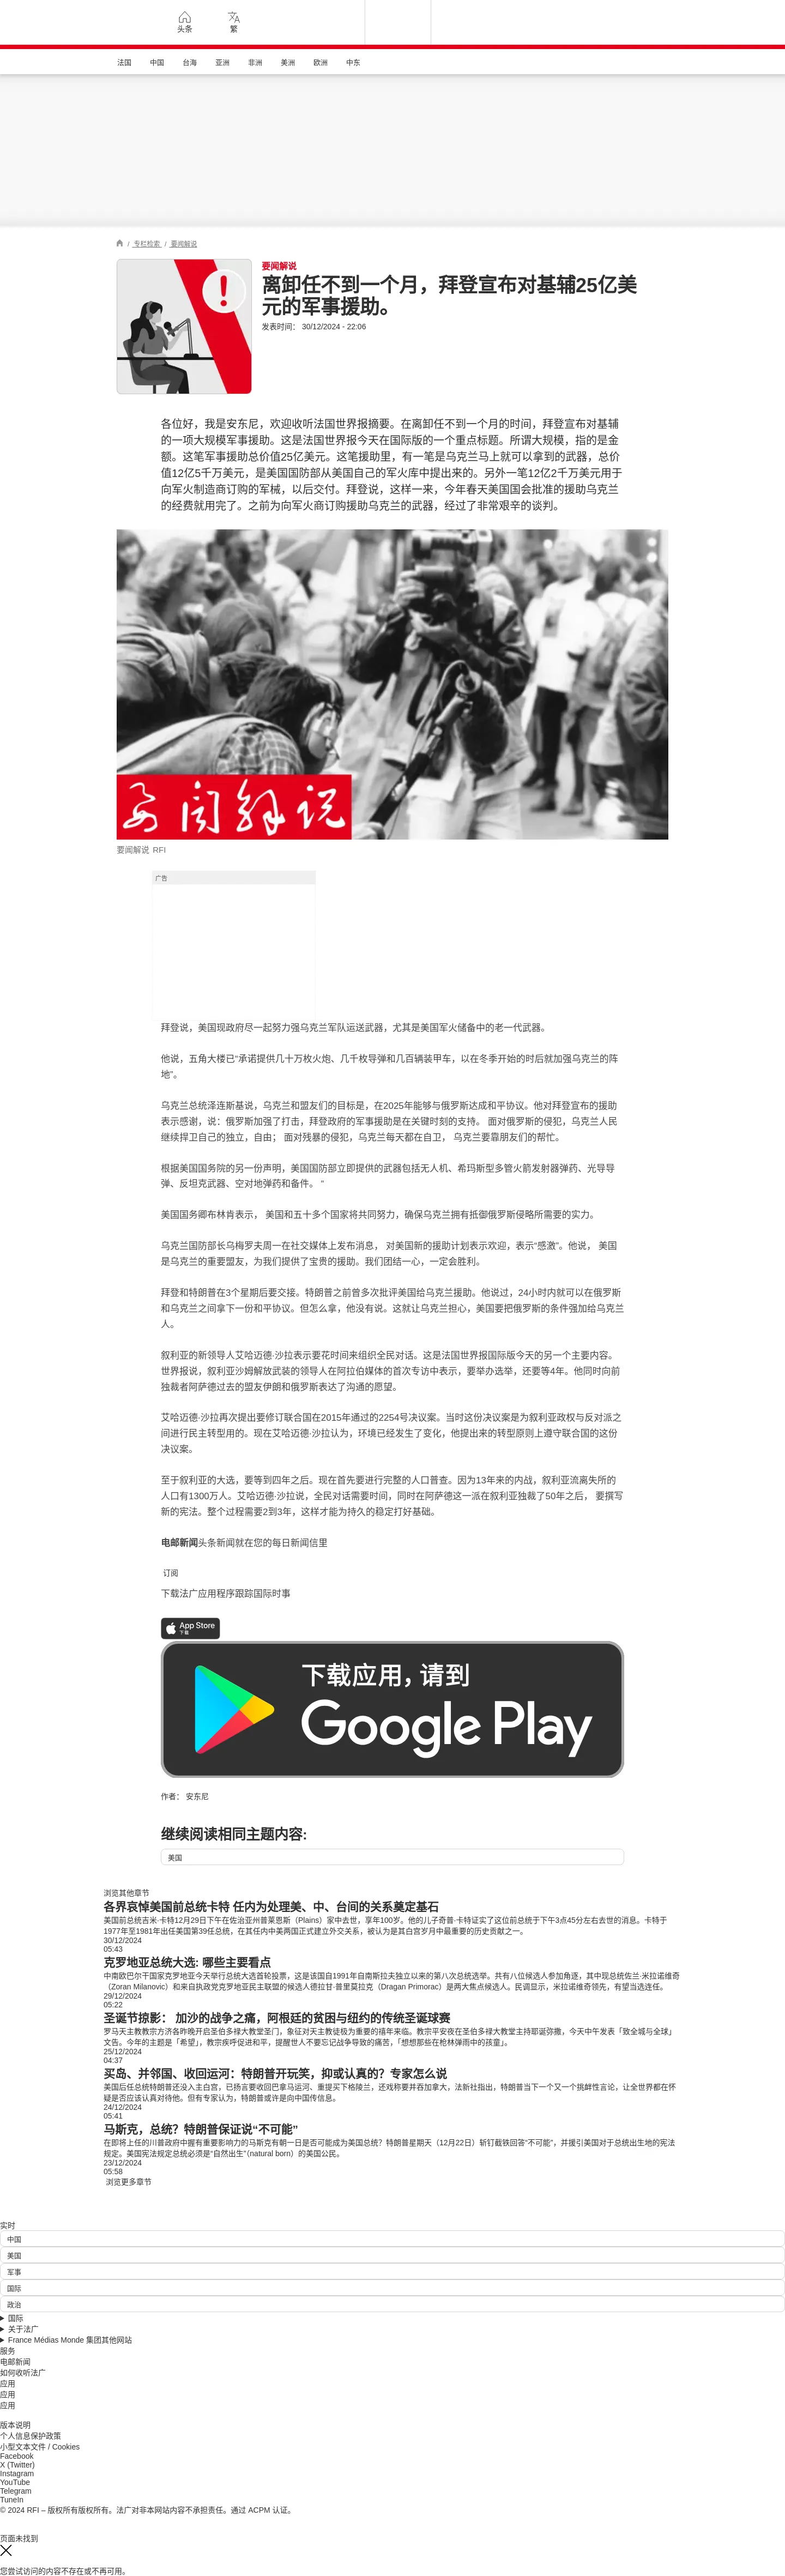 头条
繁
法国 中国 台海 亚洲 非洲 美洲 欧洲 中东
/ 专栏检索 / 要闻解说
要闻解说
离卸任不到一个月，拜登宣布对基辅25亿美
元的军事援助。
发表时间： 30/12/2024 - 22:06
各位好，我是安东尼，欢迎收听法国世界报摘要。在离卸任不到一个月的时间，拜登宣布对基辅
的一项大规模军事援助。这是法国世界报今天在国际版的一个重点标题。所谓大规模，指的是金
额。这笔军事援助总价值25亿美元。这笔援助里，有一笔是乌克兰马上就可以拿到的武器，总价
值12亿5千万美元，是美国国防部从美国自己的军火库中提出来的。另外一笔12亿2千万美元用于
向军火制造商订购的军械，以后交付。拜登说，这样一来，今年春天美国国会批准的援助乌克兰
的经费就用完了。之前为向军火商订购援助乌克兰的武器，经过了非常艰辛的谈判。
要闻解说
要闻解说 RFI
广告
拜登说，美国现政府尽一起努力强乌克兰军队运送武器，尤其是美国军火储备中的老一代武器。
他说，五角大楼已“承诺提供几十万枚火炮、几千枚导弹和几百辆装甲车，以在冬季开始的时后就加强乌克兰的阵
地”。
乌克兰总统泽连斯基说，乌克兰和盟友们的目标是，在2025年能够与俄罗斯达成和平协议。他对拜登宣布的援助
表示感谢，说：俄罗斯加强了打击，拜登政府的军事援助是在关键时刻的支持。 面对俄罗斯的侵犯，乌克兰人民
继续捍卫自己的独立，自由； 面对残暴的侵犯，乌克兰每天都在自卫， 乌克兰要靠朋友们的帮忙。
根据美国国务院的另一份声明，美国国防部立即提供的武器包括无人机、希玛斯型多管火箭发射器弹药、光导导
弹、反坦克武器、空对地弹药和备件。 “
美国国务卿布林肯表示， 美国和五十多个国家将共同努力，确保乌克兰拥有抵御俄罗斯侵略所需要的实力。
乌克兰国防部长乌梅罗夫周一在社交媒体上发布消息， 对美国新的援助计划表示欢迎，表示“感激”。他说， 美国
是乌克兰的重要盟友，为我们提供了宝贵的援助。我们团结一心，一定会胜利。
拜登和特朗普在3个星期后要交接。特朗普之前曾多次批评美国给乌克兰援助。他说过，24小时内就可以在俄罗斯
和乌克兰之间拿下一份和平协议。但怎么拿，他没有说。这就让乌克兰担心，美国要把俄罗斯的条件强加给乌克兰
人。
叙利亚的新领导人艾哈迈德·沙拉表示要花时间来组织全民对话。这是法国世界报国际版今天的另一个主要内容。
世界报说，叙利亚沙姆解放武装的领导人在阿拉伯媒体的首次专访中表示，要举办选举，还要等4年。他同时向前
独裁者阿萨德过去的盟友伊朗和俄罗斯表达了沟通的愿望。
艾哈迈德·沙拉再次提出要修订联合国在2015年通过的2254号决议案。当时这份决议案是为叙利亚政权与反对派之
间进行民主转型用的。现在艾哈迈德·沙拉认为，环境已经发生了变化，他提出来的转型原则上遵守联合国的这份
决议案。
至于叙利亚的大选，要等到四年之后。现在首先要进行完整的人口普查。因为13年来的内战，叙利亚流离失所的
人口有1300万人。艾哈迈德·沙拉说，全民对话需要时间，同时在阿萨德这一派在叙利亚独裁了50年之后， 要撰写
新的宪法。整个过程需要2到3年，这样才能为持久的稳定打好基础。
电邮新闻头条新闻就在您的每日新闻信里
订阅
下载法广应用程序跟踪国际时事
App Store
下载
下载应用，请到
Google Play
作者： 安东尼
继续阅读相同主题内容:
美国
浏览其他章节
各界哀悼美国前总统卡特 任内为处理美、中、台间的关系奠定基石
美国前总统吉米·卡特12月29日下午在佐治亚州普莱恩斯（Plains）家中去世，享年100岁。他的儿子奇普·卡特证实了这位前总统于下午3点45分左右去世的消息。卡特于
1977年至1981年出任美国第39任总统，在其任内中美两国正式建立外交关系，被认为是其白宫岁月中最重要的历史贡献之一。
30/12/2024
05:43
克罗地亚总统大选: 哪些主要看点
中南欧巴尔干国家克罗地亚今天举行总统大选首轮投票，这是该国自1991年自南斯拉夫独立以来的第八次总统选举。共有八位候选人参加角逐，其中现总统佐兰·米拉诺维奇
（Zoran Milanovic）和来自执政党克罗地亚民主联盟的候选人德拉甘·普里莫拉克（Dragan Primorac）是两大焦点候选人。民调显示，米拉诺维奇领先，有望当选连任。
29/12/2024
05:22
圣诞节掠影： 加沙的战争之痛，阿根廷的贫困与纽约的传统圣诞球赛
罗马天主教教宗方济各昨晚开启圣伯多禄大教堂圣门，象征对天主教徒极为重要的禧年来临。教宗平安夜在圣伯多禄大教堂主持耶诞弥撒，今天中午发表「致全城与全球」
文告。今年的主题是「希望」，教宗疾呼促进和平，提醒世人不要忘记战争导致的痛苦，「想想那些在枪林弹雨中的孩童」。
25/12/2024
04:37
买岛、并邻国、收回运河：特朗普开玩笑，抑或认真的？专家怎么说
美国后任总统特朗普还没入主白宫，已扬言要收回巴拿马运河、重提买下格陵兰，还戏称要并吞加拿大，法新社指出，特朗普当下一个又一个挑衅性言论，让全世界都在怀
疑是否应该认真对待他。但有专家认为，特朗普或许是向中国传信息。
24/12/2024
05:41
马斯克，总统？特朗普保证说“不可能”
在即将上任的川普政府中握有重要影响力的马斯克有朝一日是否可能成为美国总统？特朗普星期天（12月22日）斩钉截铁回答“不可能”，并援引美国对于总统出生地的宪法
规定。美国宪法规定总统必须是“自然出生”（natural born）的美国公民。
23/12/2024
05:58
浏览更多章节
实时
中国
美国
军事
国际
政治
国际
关于法广
France Médias Monde 集团其他网站
服务
电邮新闻
如何收听法广
应用
应用
应用
版本说明
个人信息保护政策
小型文本文件 / Cookies
Facebook
X (Twitter)
Instagram
YouTube
Telegram
TuneIn
© 2024 RFI – 版权所有版权所有。法广对非本网站内容不承担责任。通过 ACPM 认证。
页面未找到
您尝试访问的内容不存在或不再可用。